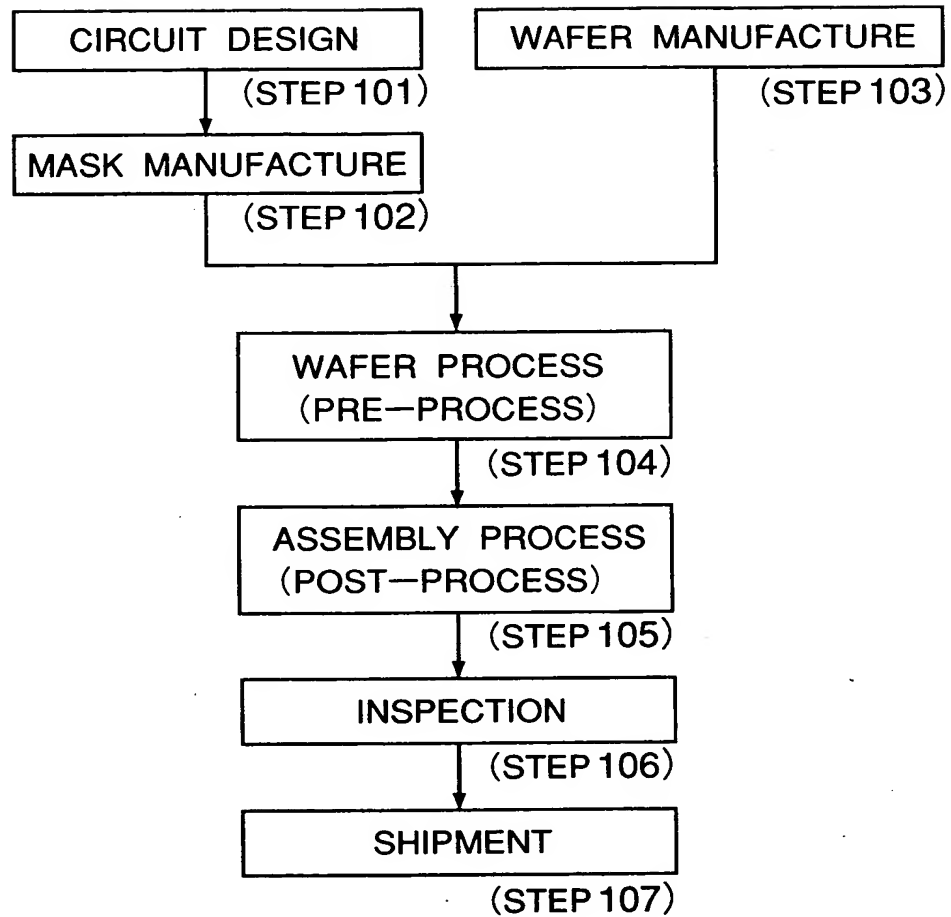 CIRCUIT DESIGN
(STEP 101)
WAFER MANUFACTURE
(STEP 103)
MASK MANUFACTURE
(STEP 102)
WAFER PROCESS
(PRE—PROCESS)
(STEP 104)
ASSEMBLY PROCESS
(POST—PROCESS)
(STEP 105)
INSPECTION
(STEP 106)
SHIPMENT
(STEP 107)